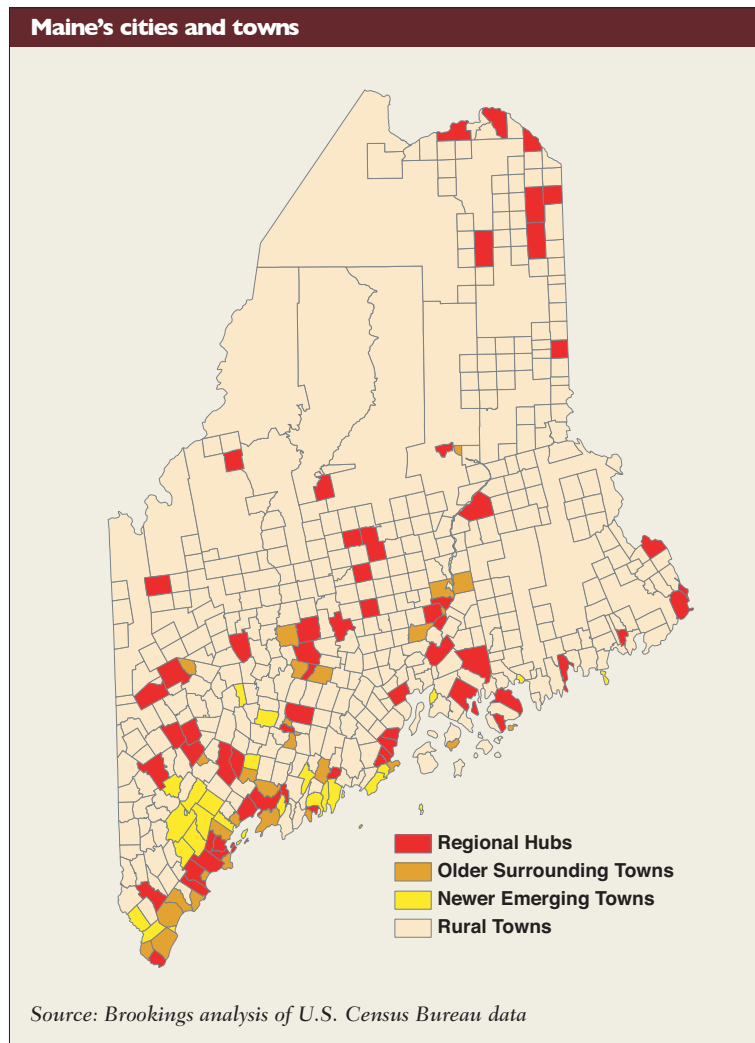 Maine's cities and towns
Regional Hubs
Older Surrounding Towns
Newer Emerging Towns
Rural Towns
Source: Brookings analysis of U.S. Census Bureau data